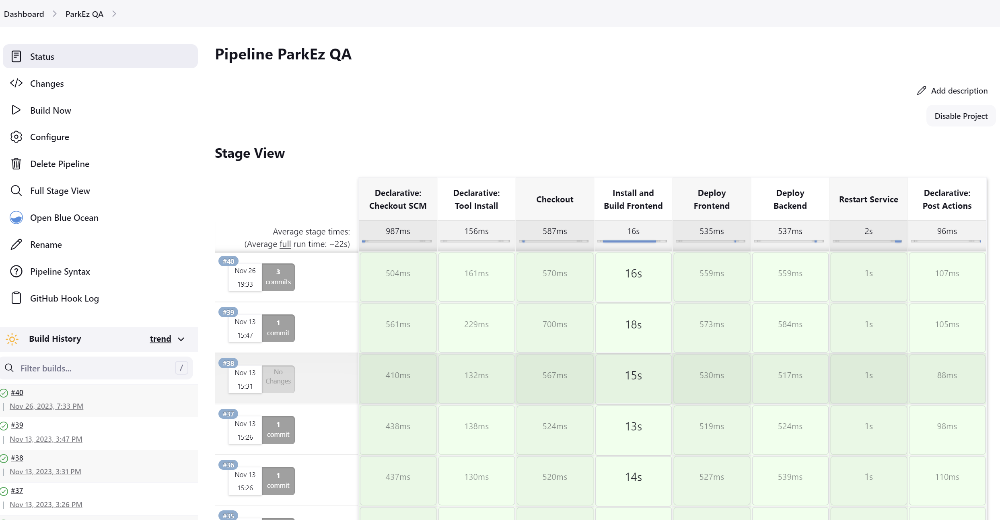 Dashboard
ParkEz QA
Status
Changes
Build Now
Configure
Delete Pipeline
Full Stage View
Open Blue Ocean
Rename
Pipeline Syntax
GitHub Hook Log
Build History
trend
Filter builds...
/
#40
Nov 26, 2023, 7:33 PM
#39
Nov 13, 2023, 3:47 PM
#38
Nov 13, 2023, 3:31 PM
#37
Nov 13, 2023, 3:26 PM
Pipeline ParkEz QA
Add description
Disable Project
Stage View
Declarative:
Checkout SCM
Declarative:
Tool Install
Checkout
Install and
Build Frontend
Deploy
Frontend
Deploy
Backend
Restart Service
Declarative:
Post Actions
Average stage times:
(Average full run time: ~22s)
987ms
156ms
587ms
16s
535ms
537ms
2s
96ms
#40
Nov 26
19:33
3
commits
504ms
161ms
570ms
16s
559ms
559ms
1s
107ms
#39
Nov 13
15:47
1
commit
561ms
229ms
700ms
18s
573ms
584ms
1s
105ms
#38
Nov 13
15:31
No
Changes
410ms
132ms
567ms
15s
530ms
517ms
1s
88ms
#37
Nov 13
15:26
1
commit
438ms
138ms
524ms
13s
519ms
524ms
1s
98ms
#36
Nov 13
15:26
1
commit
437ms
130ms
520ms
14s
527ms
539ms
1s
110ms
#35